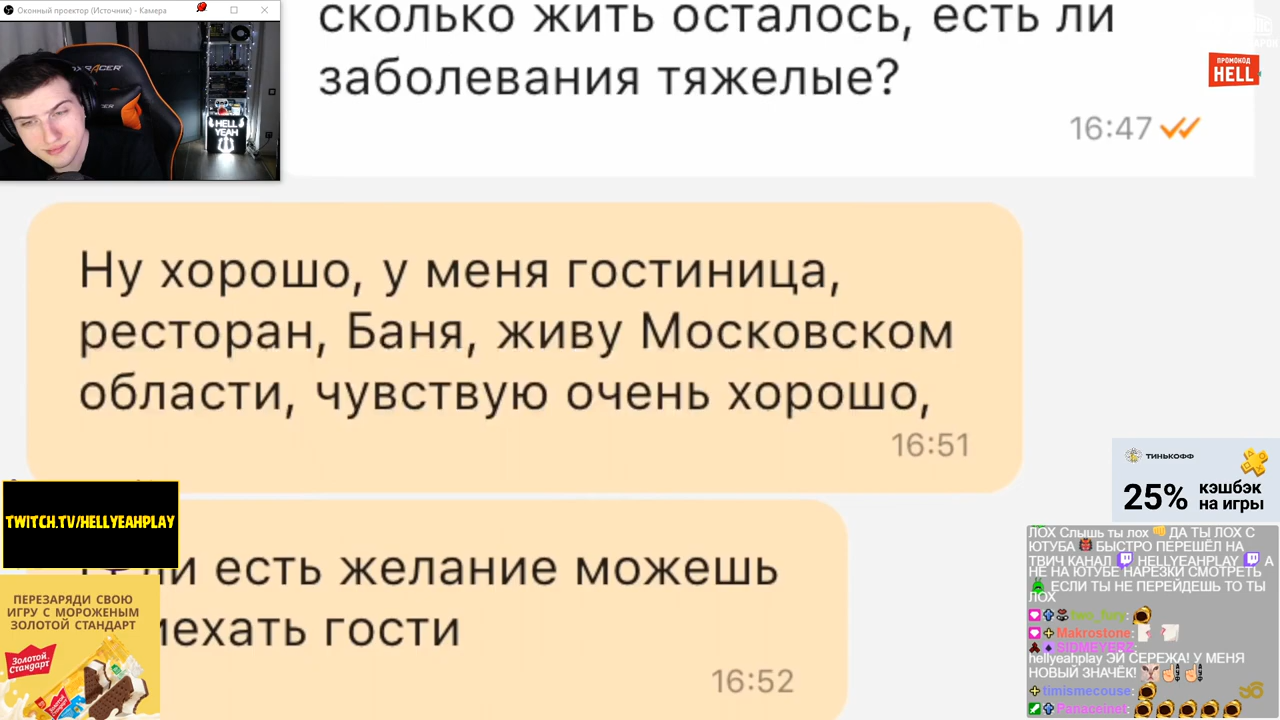 Оконный проектор (Источник) - Камера
сколько жить осталось, есть ли
заболевания тяжелые?
16:47
ПРОМОКОД
HELL
HELL
YEAH
Ну хорошо, у меня гостиница,
ресторан, Баня, живу Московском
области, чувствую очень хорошо,
16:51
есть желание можешь
гости
16:52
TWITCH.TV/HELLYEAHPLAY
ПЕРЕЗАРЯДИ СВОЮ
ИГРУ С МОРОЖЕНЫМ
ЗОЛОТОЙ СТАНДАРТ
Золотой
Стандарт
ТИНЬКОФФ
25% кэшбэк
на игры
ЛОХ Слышь ты лох ДА ТЫ ЛОХ С
ЮТУБА БЫСТРО ПЕРЕШЁЛ НА
ТВИЧ КАНАЛ HELLYEAHPLAY А
НЕ НА ЮТУБЕ НАРЕЗКИ СМОТРЕТЬ
ЕСЛИ ТЫ НЕ ПЕРЕЙДЕШЬ ТО ТЫ
ЛОХ
Makrostone:
SIDMEYER2:
hellyeahplay ЭЙ СЕРЕЖА! У МЕНЯ
НОВЫЙ ЗНАЧЁК!
timismecouse:
Panaceinet: